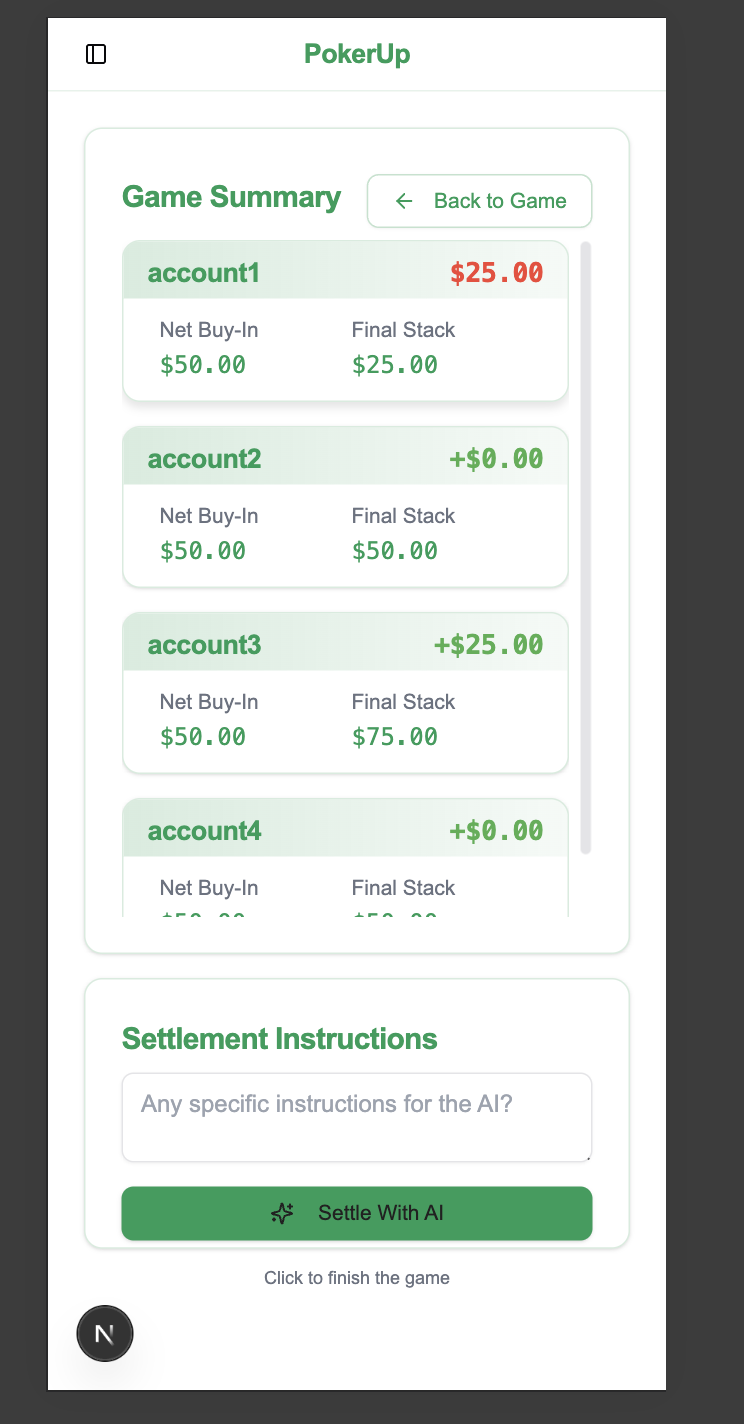 PokerUp
Game Summary
Back to Game
account1 $25.00
Net Buy-In Final Stack
$50.00 $25.00
account2 +$0.00
Net Buy-In Final Stack
$50.00 $50.00
account3 +$25.00
Net Buy-In Final Stack
$50.00 $75.00
account4 +$0.00
Net Buy-In Final Stack
Settlement Instructions
Any specific instructions for the AI?
Settle With AI
Click to finish the game
N